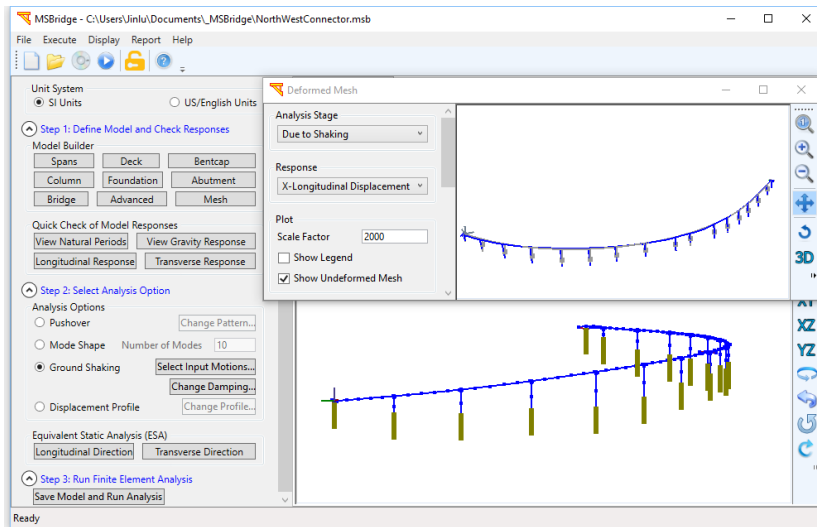 MSBridge - C:\Users\Jinlu\Documents\_MSBridge\NorthWestConnector.msb
File Execute Display Report Help
Unit System
SI Units US/English Units
Step 1: Define Model and Check Responses
Model Builder
Spans Deck Bentcap
Column Foundation Abutment
Bridge Advanced Mesh
Quick Check of Model Responses
View Natural Periods View Gravity Response
Longitudinal Response Transverse Response
Step 2: Select Analysis Option
Analysis Options
Pushover Change Pattern...
Mode Shape Number of Modes 10
Ground Shaking Select Input Motions...
Change Damping...
Displacement Profile Change Profile...
Equivalent Static Analysis (ESA)
Longitudinal Direction Transverse Direction
Step 3: Run Finite Element Analysis
Save Model and Run Analysis
Ready
Deformed Mesh
Analysis Stage
Due to Shaking
Response
X-Longitudinal Displacement
Plot
Scale Factor 2000
Show Legend
Show Undeformed Mesh
3D
XZ
YZ